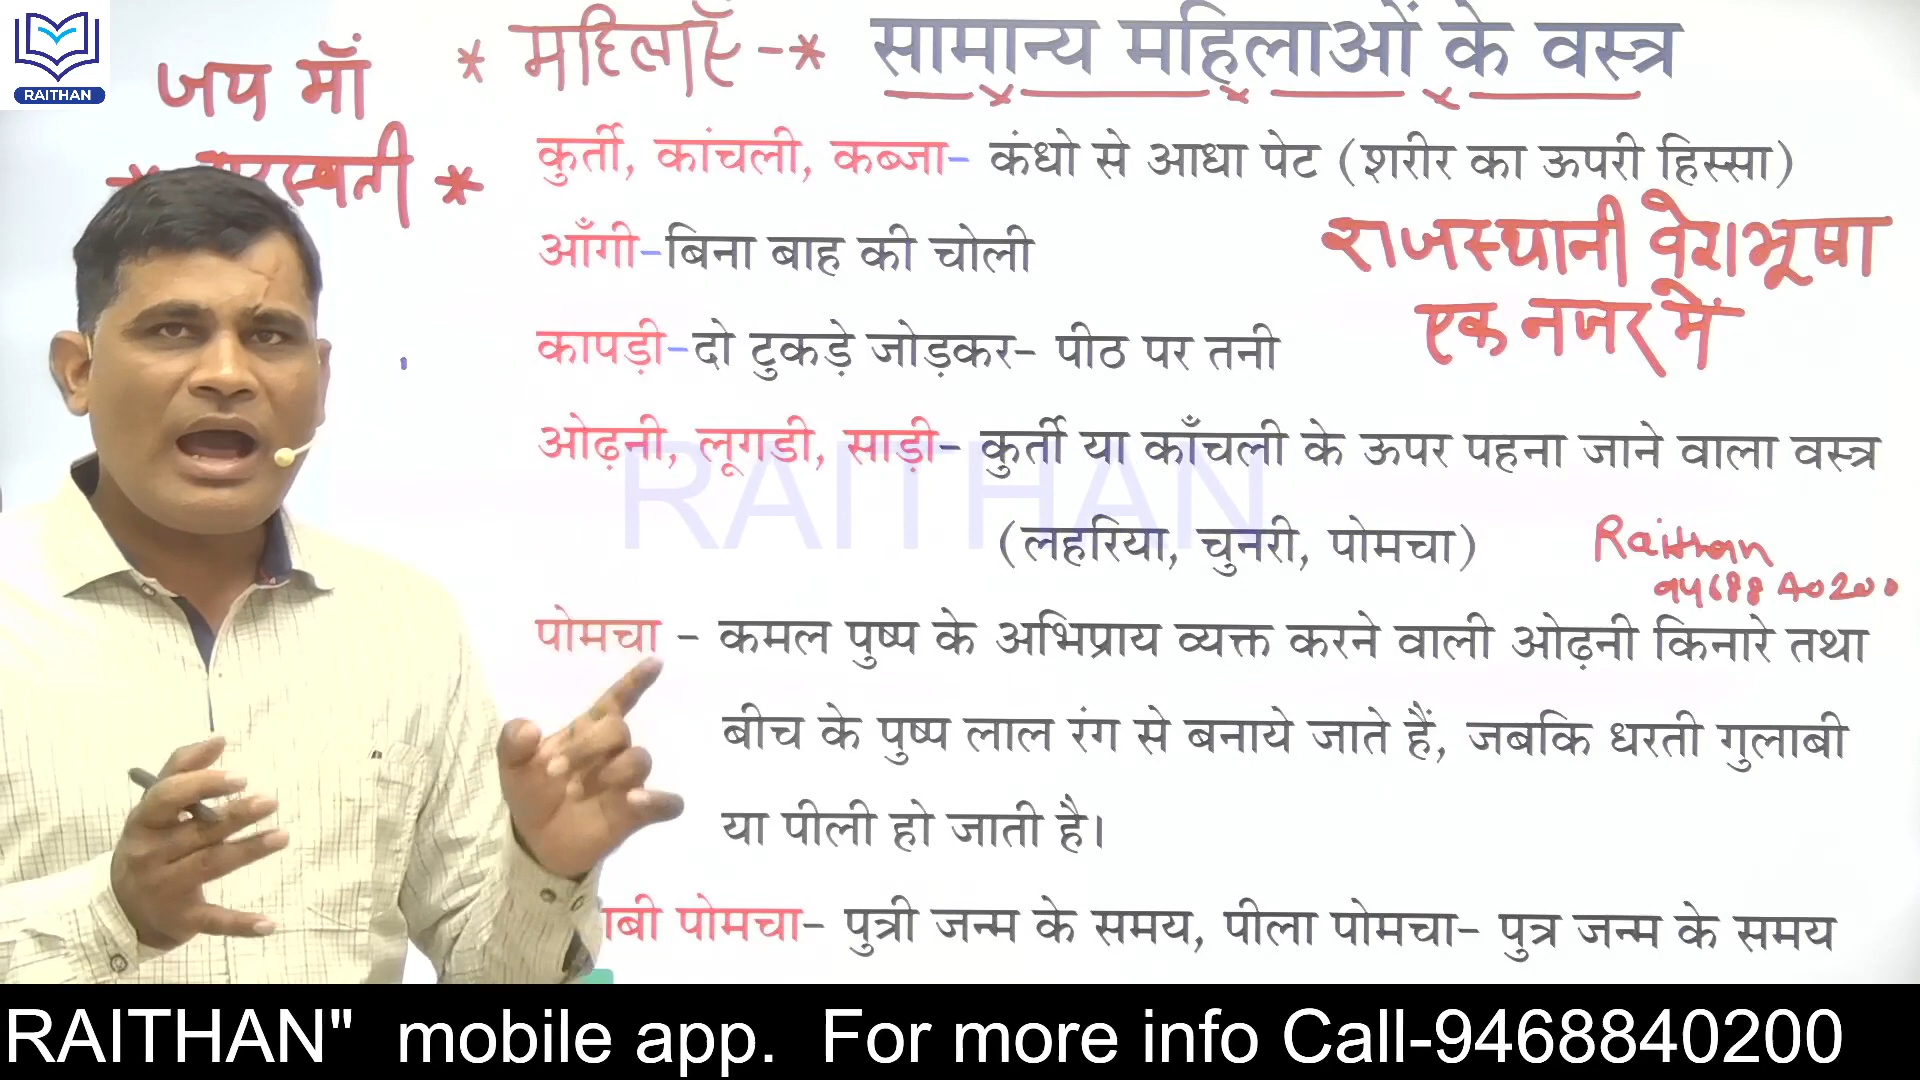 RAITHAN
जय माँ
* महिलाएँ - *
सामान्य महिलाओं के वस्त्र
कुर्ती, कांचली, कब्जा- कंधो से आधा पेट (शरीर का ऊपरी हिस्सा)
आँगी-बिना बाह की चोली
राजस्थानी वेशभूषा
एक नजर में
कापड़ी-दो टुकड़े जोड़कर- पीठ पर तनी
ओढ़नी, लूगडी, साड़ी- कुर्ती या काँचली के ऊपर पहना जाने वाला वस्त्र
(लहरिया, चुनरी, पोमचा)
RAITHAN
Raithan
9468840200
पोमचा - कमल पुष्प के अभिप्राय व्यक्त करने वाली ओढ़नी किनारे तथा
बीच के पुष्प लाल रंग से बनाये जाते हैं, जबकि धरती गुलाबी
या पीली हो जाती है।
पोमचा- पुत्री जन्म के समय, पीला पोमचा- पुत्र जन्म के समय
RAITHAN" mobile app. For more info Call-9468840200